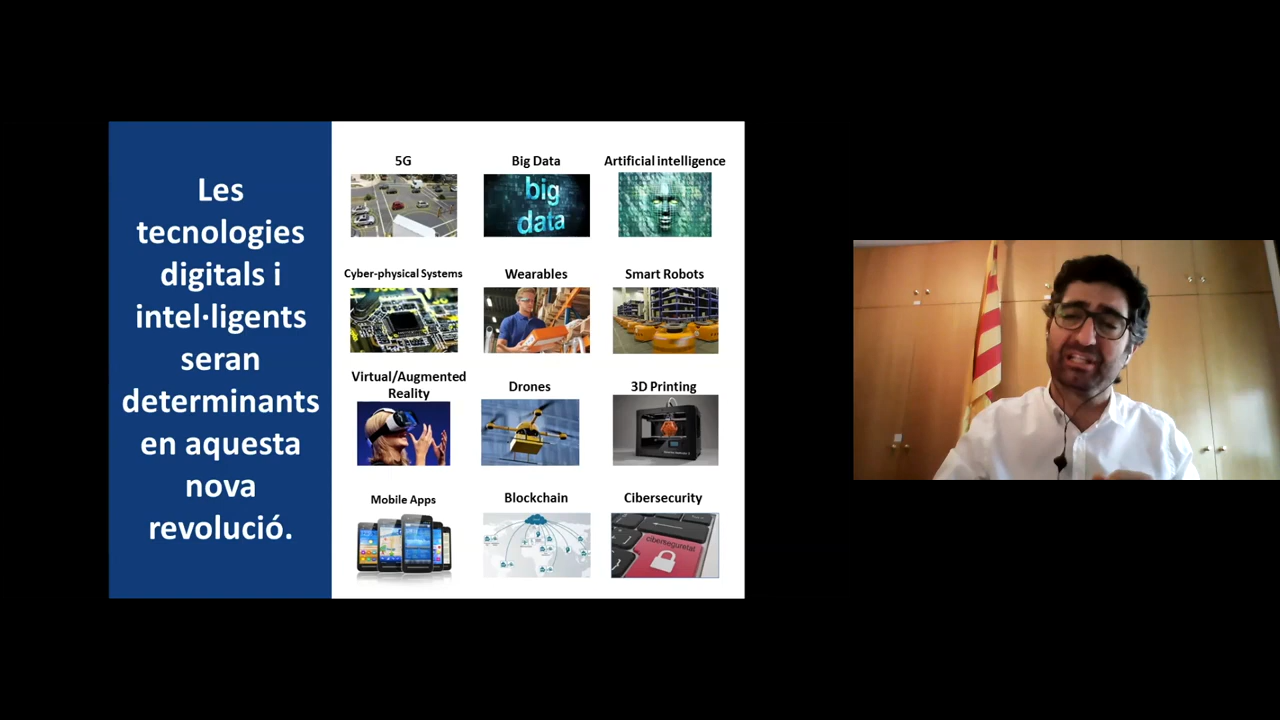 Les
tecnologies
digitals i
intel·ligents
seran
determinants
en aquesta
nova
revolució.
5G
Big Data
Artificial intelligence
big
data
Cyber-physical Systems
Wearables
Smart Robots
Virtual/Augmented
Reality
Drones
3D Printing
Mobile Apps
Blockchain
Cibersecurity
ciberseguretat